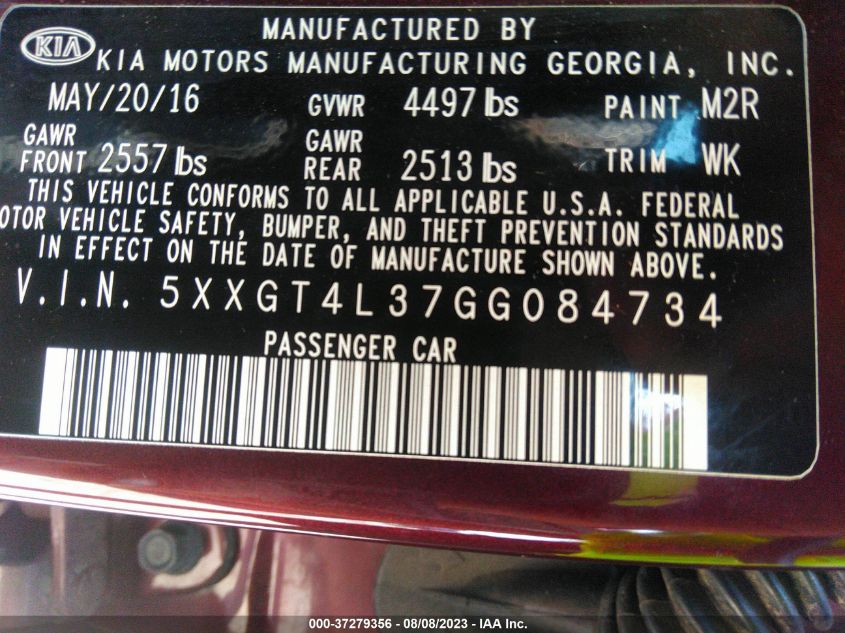 KIA
MANUFACTURED BY
KIA MOTORS MANUFACTURING GEORGIA, INC.
MAY/20/16 GVWR 4497 lbs PAINT M2R
GAWR FRONT 2557 lbs GAWR REAR 2513 lbs TRIM WK
THIS VEHICLE CONFORMS TO ALL APPLICABLE U.S.A. FEDERAL
OTOR VEHICLE SAFETY, BUMPER, AND THEFT PREVENTION STANDARDS
IN EFFECT ON THE DATE OF MANUFACTURE SHOWN ABOVE.
V.I.N. 5XXGT4L37GG084734
PASSENGER CAR
000-37279356 - 08/08/2023 - IAA Inc.